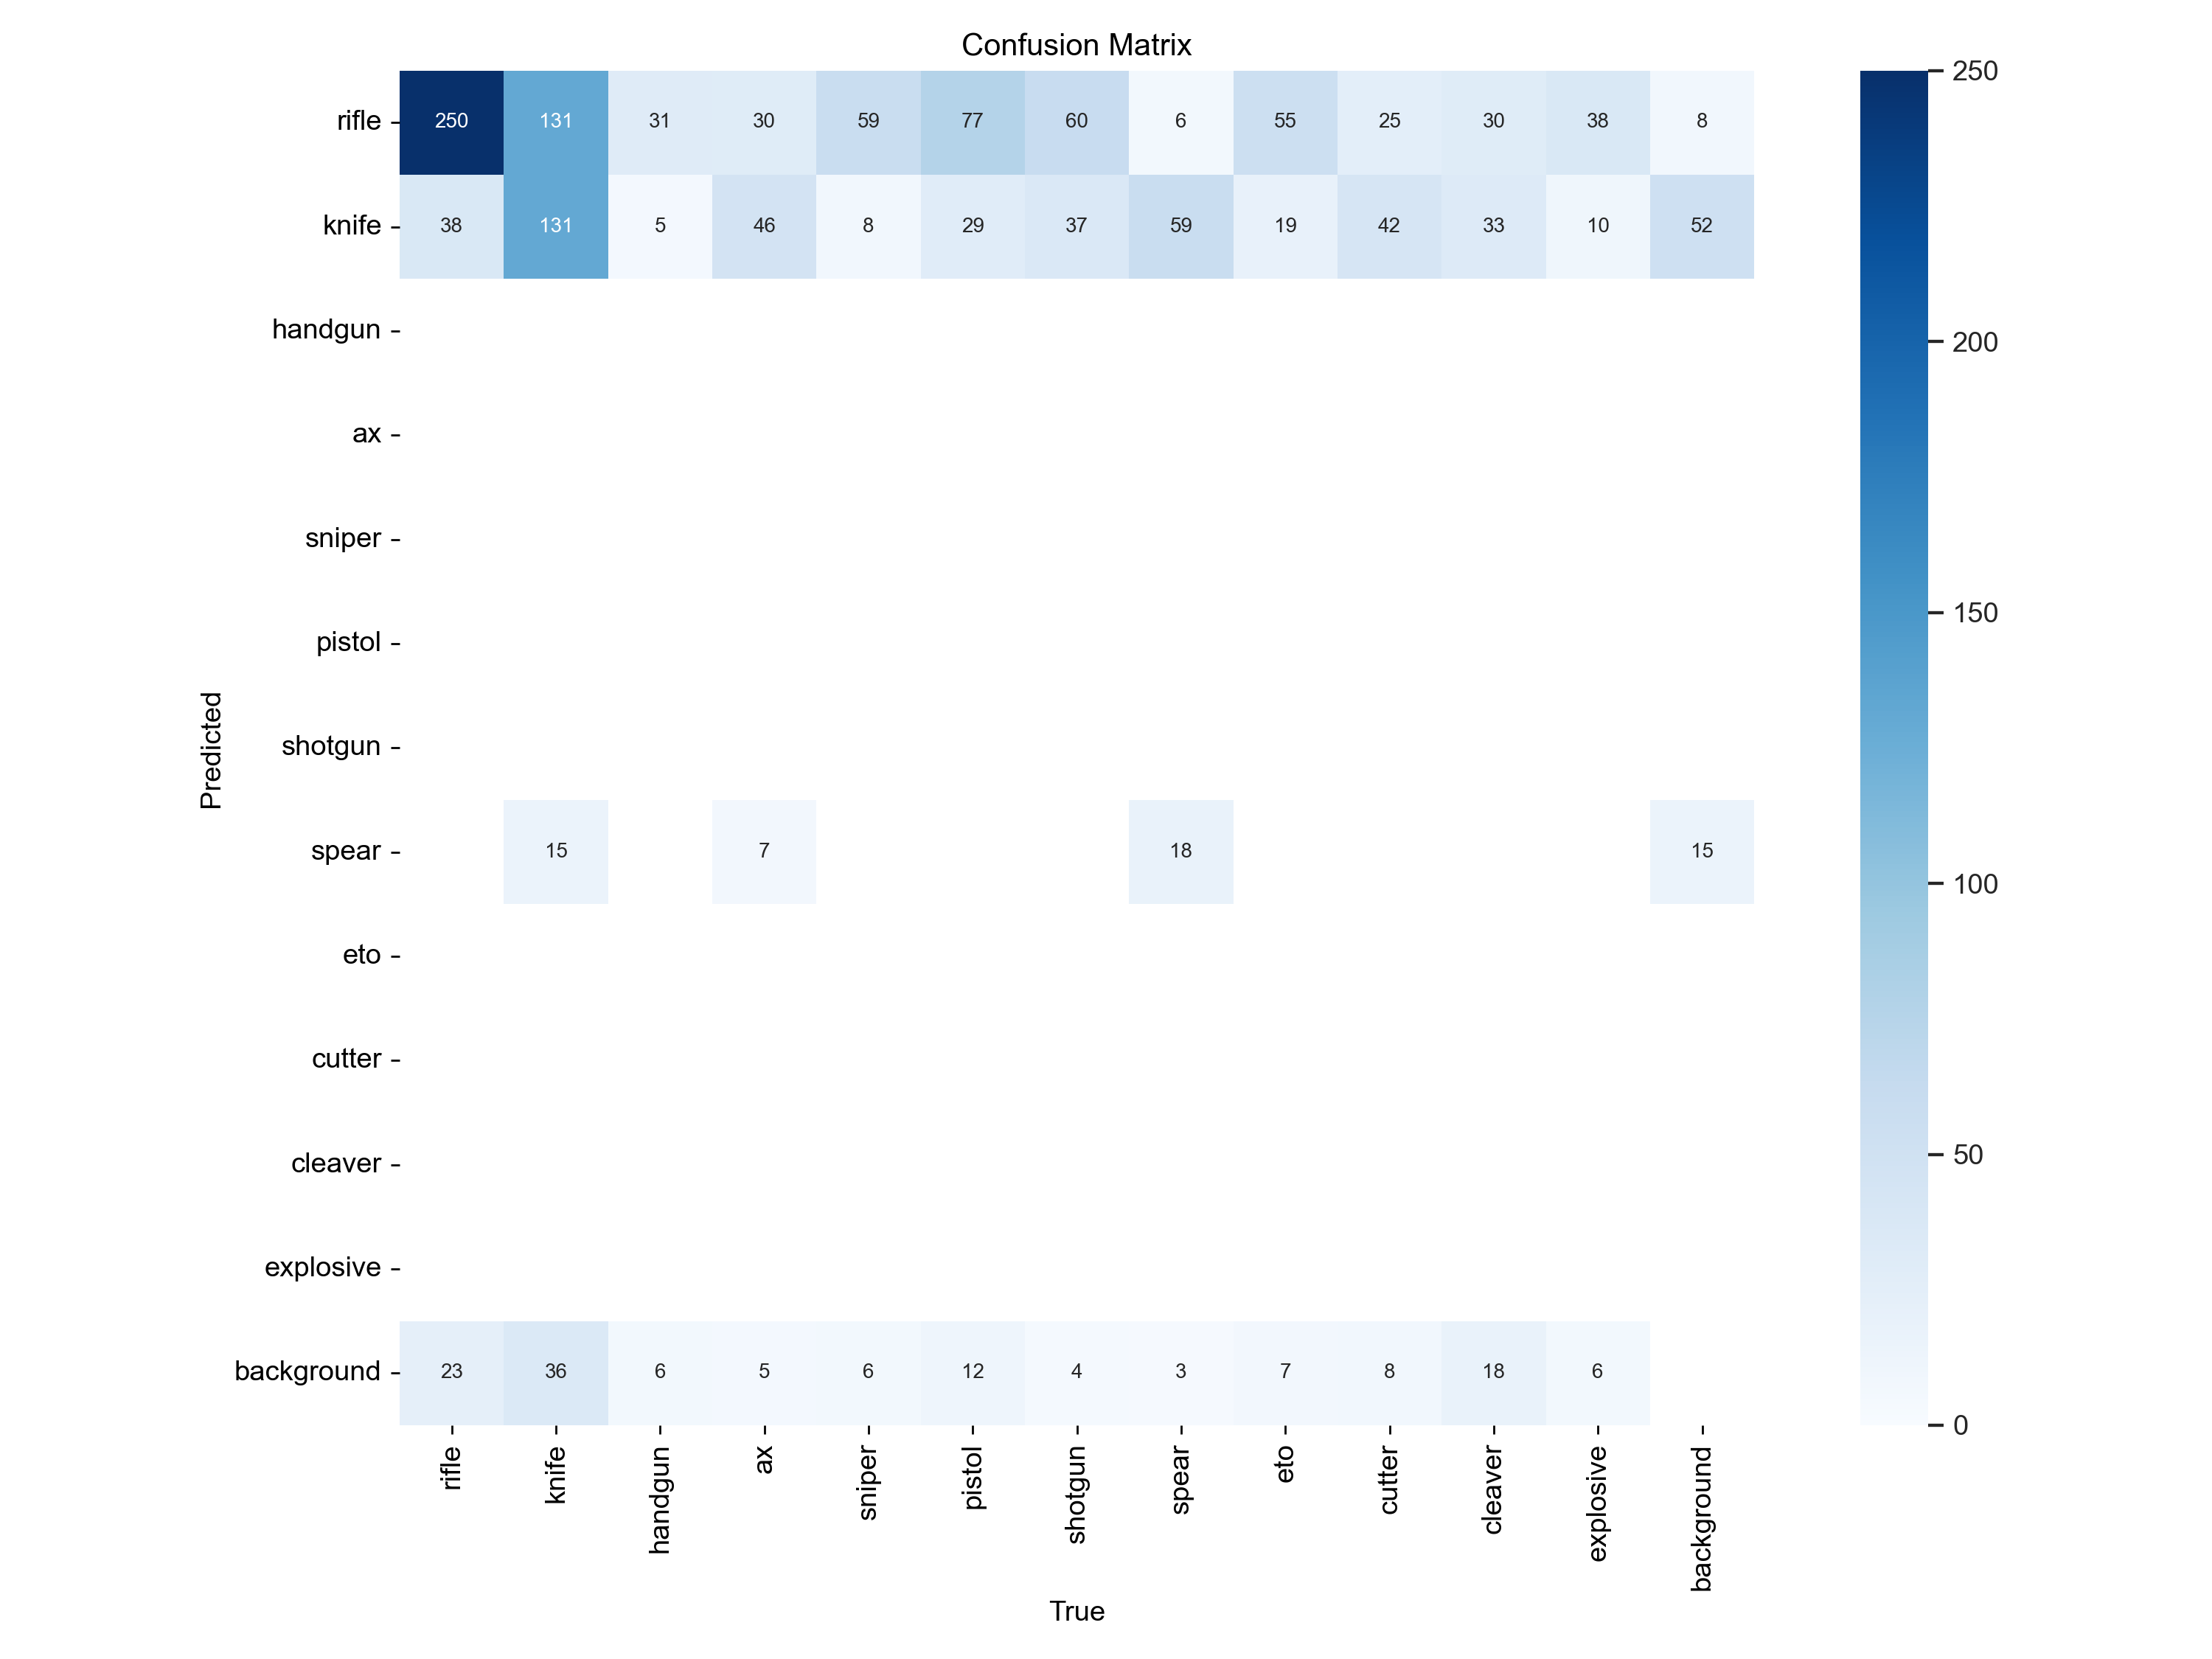 Confusion Matrix
rifle 250 131 31 30 59 77 60 6 55 25 30 38 8
knife 38 131 5 46 8 29 37 59 19 42 33 10 52
handgun
ax
sniper
pistol
shotgun
spear 15 7 18 15
eto
cutter
cleaver
explosive
background 23 36 6 5 6 12 4 3 7 8 18 6
Predicted
rifle knife handgun ax sniper pistol shotgun spear eto cutter cleaver explosive background
True
250
200
150
100
50
0